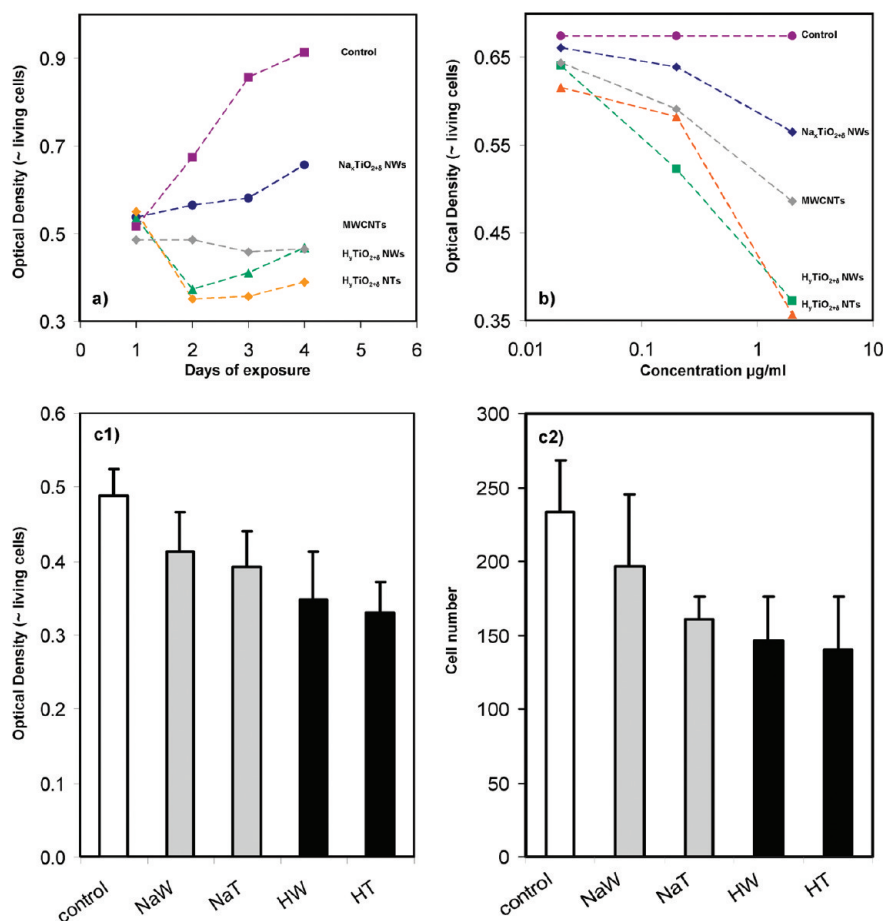 0.9
0.7
0.5
0.3
0 1 2 3 4 5 6
Optical Density (~ living cells)
Days of exposure
a)
Control
NaₓTiO₂₊δ NWs
MWCNTs
HᵧTiO₂₊δ NWs
HᵧTiO₂₊δ NTs
0.65
0.55
0.45
0.35
0.01 0.1 1 10
Optical Density (~ living cells)
Concentration µg/ml
b)
Control
NaₓTiO₂₊δ NWs
MWCNTs
HᵧTiO₂₊δ NWs
HᵧTiO₂₊δ NTs
0.6
0.5
0.4
0.3
0.2
0.1
0.0
Optical Density (~ living cells)
c1)
control NaW NaT HW HT
300
250
200
150
100
50
0
Cell number
c2)
control NaW NaT HW HT